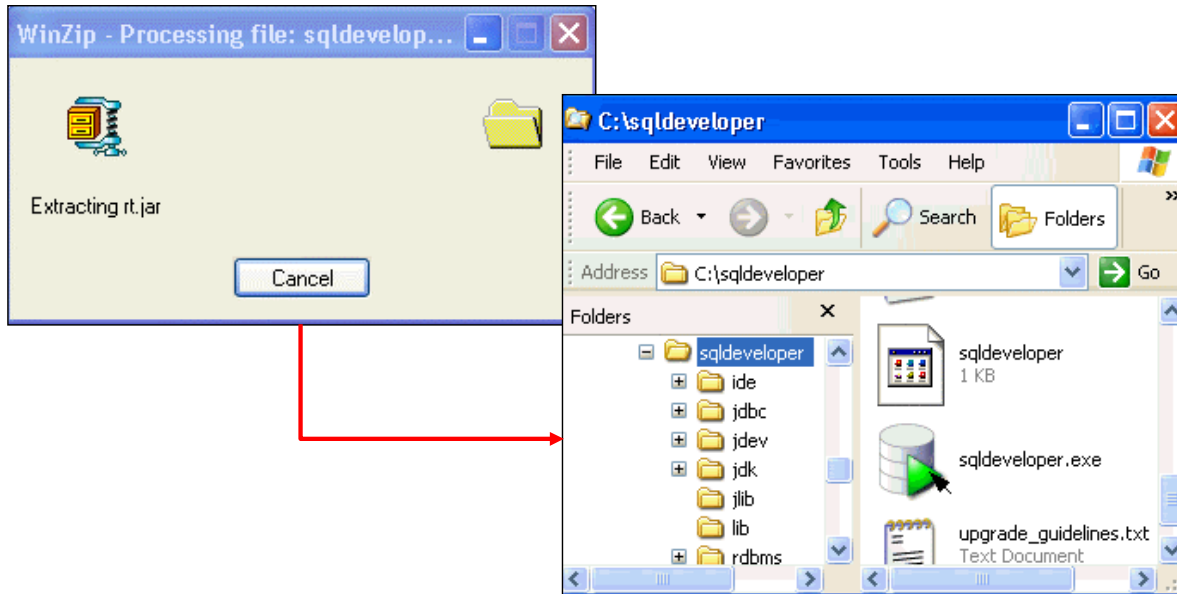 WinZip - Processing file: sqldevelop...
Extracting rt.jar
Cancel
C:\sqldeveloper
File Edit View Favorites Tools Help
Back Search Folders
Address C:\sqldeveloper Go
Folders
sqldeveloper
ide
jdbc
jdev
jdk
jlib
lib
rdbms
sqldeveloper
1 KB
sqldeveloper.exe
upgrade_guidelines.txt
Text Document